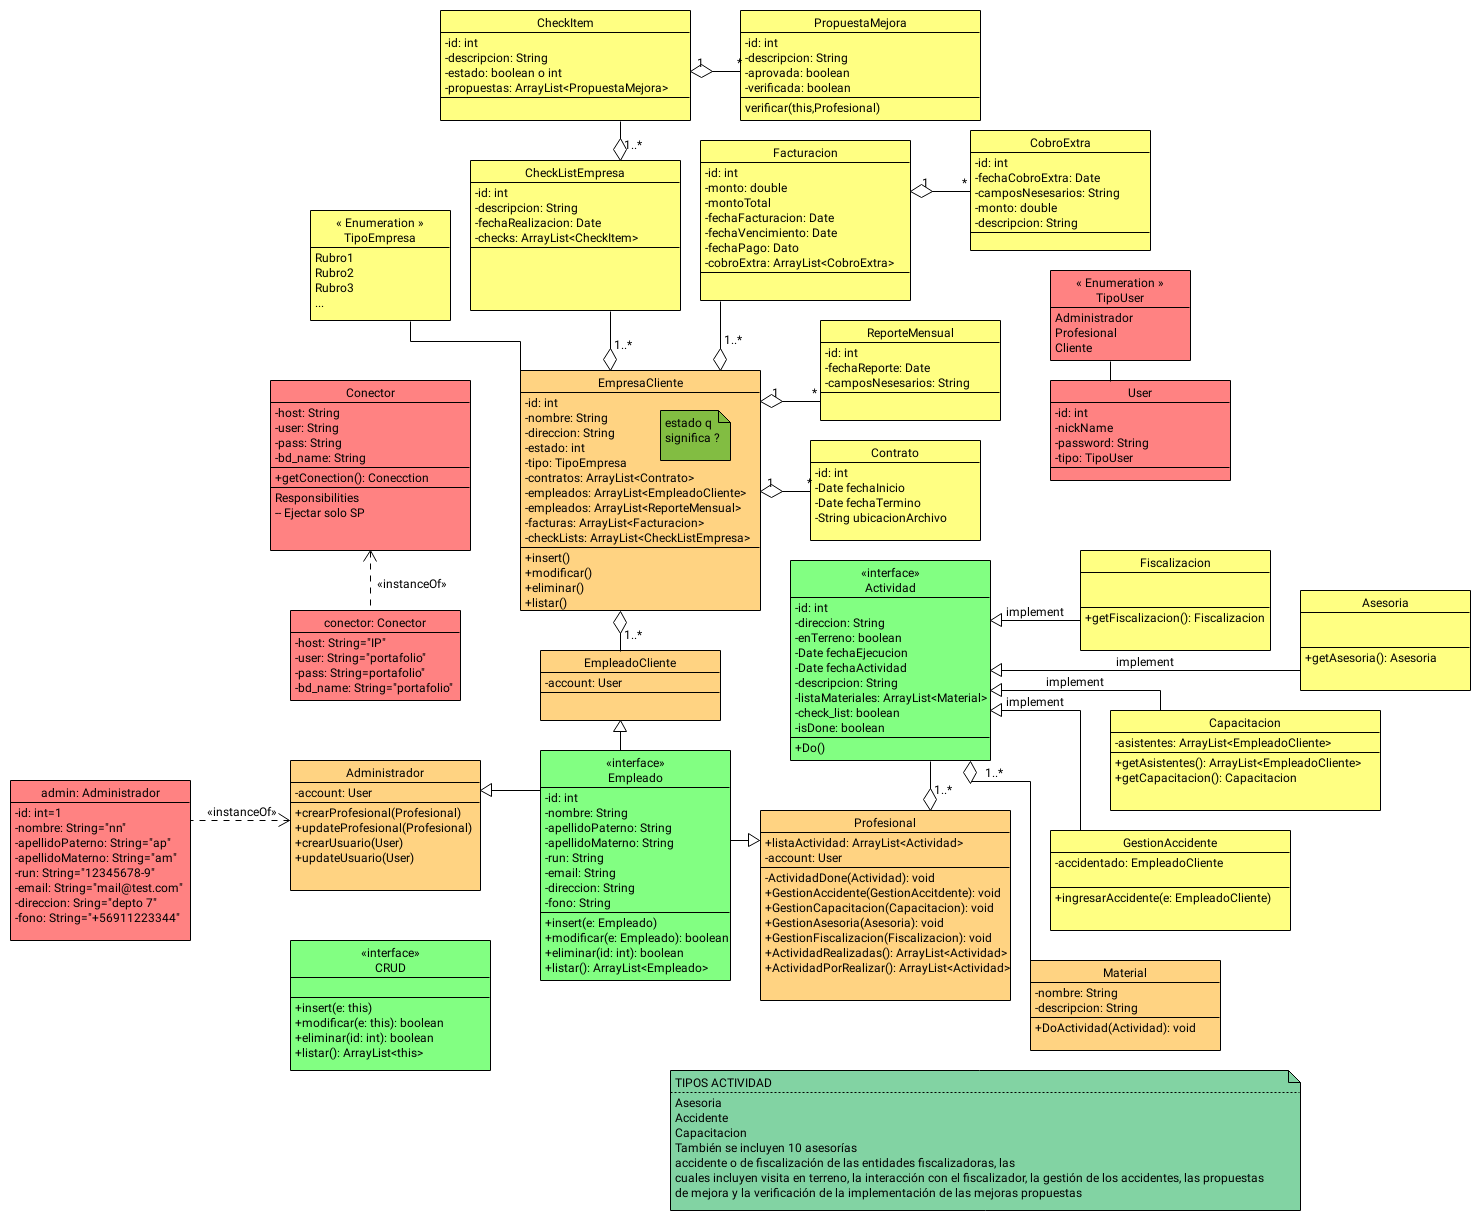 CheckItem
-id: int
-descripcion: String
-estado: boolean o int
-propuestas: ArrayList<PropuestaMejora>
1
*
PropuestaMejora
-id: int
-descripcion: String
-aprovada: boolean
-verificada: boolean
verificar(this,Profesional)
1..*
CheckListEmpresa
-id: int
-descripcion: String
-fechaRealizacion: Date
-checks: ArrayList<CheckItem>
Facturacion
-id: int
-monto: double
-montoTotal
-fechaFacturacion: Date
-fechaVencimiento: Date
-fechaPago: Dato
-cobroExtra: ArrayList<CobroExtra>
1
*
CobroExtra
-id: int
-fechaCobroExtra: Date
-camposNesesarios: String
-monto: double
-descripcion: String
« Enumeration »
TipoEmpresa
Rubro1
Rubro2
Rubro3
...
« Enumeration »
TipoUser
Administrador
Profesional
Cliente
1..*
1..*
ReporteMensual
-id: int
-fechaReporte: Date
-camposNesesarios: String
Conector
-host: String
-user: String
-pass: String
-bd_name: String
+getConection(): Conecction
Responsibilities
-- Ejectar solo SP
EmpresaCliente
-id: int
-nombre: String
-direccion: String
-estado: int
-tipo: TipoEmpresa
-contratos: ArrayList<Contrato>
-empleados: ArrayList<EmpleadoCliente>
-empleados: ArrayList<ReporteMensual>
-facturas: ArrayList<Facturacion>
-checkLists: ArrayList<CheckListEmpresa>
+insert()
+modificar()
+eliminar()
+listar()
estado q
significa ?
1
*
1
*
Contrato
-id: int
-Date fechaInicio
-Date fechaTermino
-String ubicacionArchivo
User
-id: int
-nickName
-password: String
-tipo: TipoUser
«instanceOf»
conector: Conector
-host: String="IP"
-user: String="portafolio"
-pass: String=portafolio"
-bd_name: String="portafolio"
1..*
EmpleadoCliente
-account: User
«interface»
Actividad
-id: int
-direccion: String
-enTerreno: boolean
-Date fechaEjecucion
-Date fechaActividad
-descripcion: String
-listaMateriales: ArrayList<Material>
-check_list: boolean
-isDone: boolean
+Do()
implement
implement
implement
implement
Fiscalizacion
+getFiscalizacion(): Fiscalizacion
Asesoria
+getAsesoria(): Asesoria
Capacitacion
-asistentes: ArrayList<EmpleadoCliente>
+getAsistentes(): ArrayList<EmpleadoCliente>
+getCapacitacion(): Capacitacion
admin: Administrador
-id: int=1
-nombre: String="nn"
-apellidoPaterno: String="ap"
-apellidoMaterno: String="am"
-run: String="12345678-9"
-email: String="mail@test.com"
-direccion: Sring="depto 7"
-fono: String="+56911223344"
«instanceOf»
Administrador
-account: User
+crearProfesional(Profesional)
+updateProfesional(Profesional)
+crearUsuario(User)
+updateUsuario(User)
«interface»
Empleado
-id: int
-nombre: String
-apellidoPaterno: String
-apellidoMaterno: String
-run: String
-email: String
-direccion: String
-fono: String
+insert(e: Empleado)
+modificar(e: Empleado): boolean
+eliminar(id: int): boolean
+listar(): ArrayList<Empleado>
1..*
1..*
Profesional
+listaActividad: ArrayList<Actividad>
-account: User
-ActividadDone(Actividad): void
+GestionAccidente(GestionAccitdente): void
+GestionCapacitacion(Capacitacion): void
+GestionAsesoria(Asesoria): void
+GestionFiscalizacion(Fiscalizacion): void
+ActividadRealizadas(): ArrayList<Actividad>
+ActividadPorRealizar(): ArrayList<Actividad>
GestionAccidente
-accidentado: EmpleadoCliente
+ingresarAccidente(e: EmpleadoCliente)
«interface»
CRUD
+insert(e: this)
+modificar(e: this): boolean
+eliminar(id: int): boolean
+listar(): ArrayList<this>
Material
-nombre: String
-descripcion: String
+DoActividad(Actividad): void
TIPOS ACTIVIDAD
Asesoria
Accidente
Capacitacion
También se incluyen 10 asesorías
accidente o de fiscalización de las entidades fiscalizadoras, las
cuales incluyen visita en terreno, la interacción con el fiscalizador, la gestión de los accidentes, las propuestas
de mejora y la verificación de la implementación de las mejoras propuestas